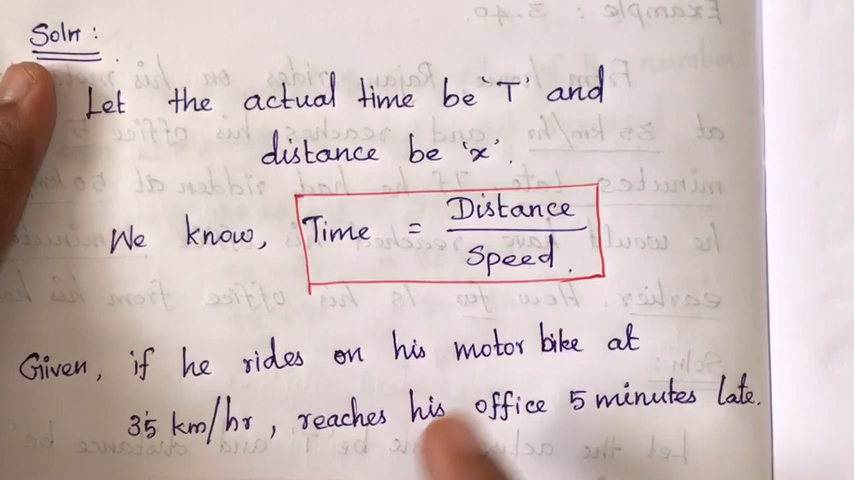 Soln :
Let the actual time be 'T' and
distance be 'x'.
We know, Time = Distance
Speed.
Given, if he rides on his motor bike at
35 km/hr, reaches his office 5 minutes late.